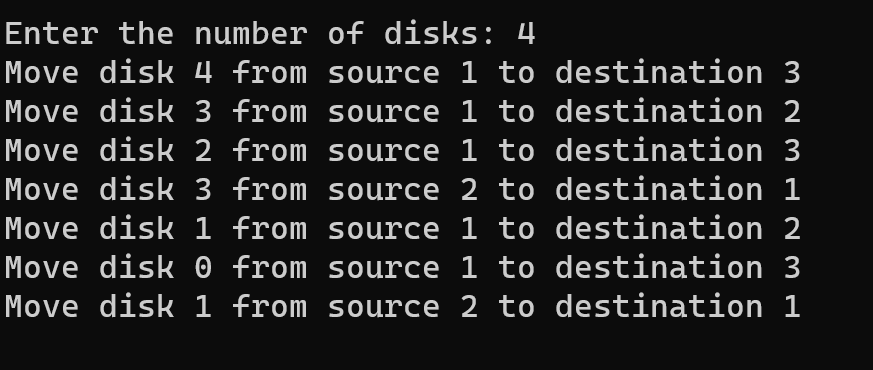 Enter the number of disks: 4
Move disk 4 from source 1 to destination 3
Move disk 3 from source 1 to destination 2
Move disk 2 from source 1 to destination 3
Move disk 3 from source 2 to destination 1
Move disk 1 from source 1 to destination 2
Move disk 0 from source 1 to destination 3
Move disk 1 from source 2 to destination 1